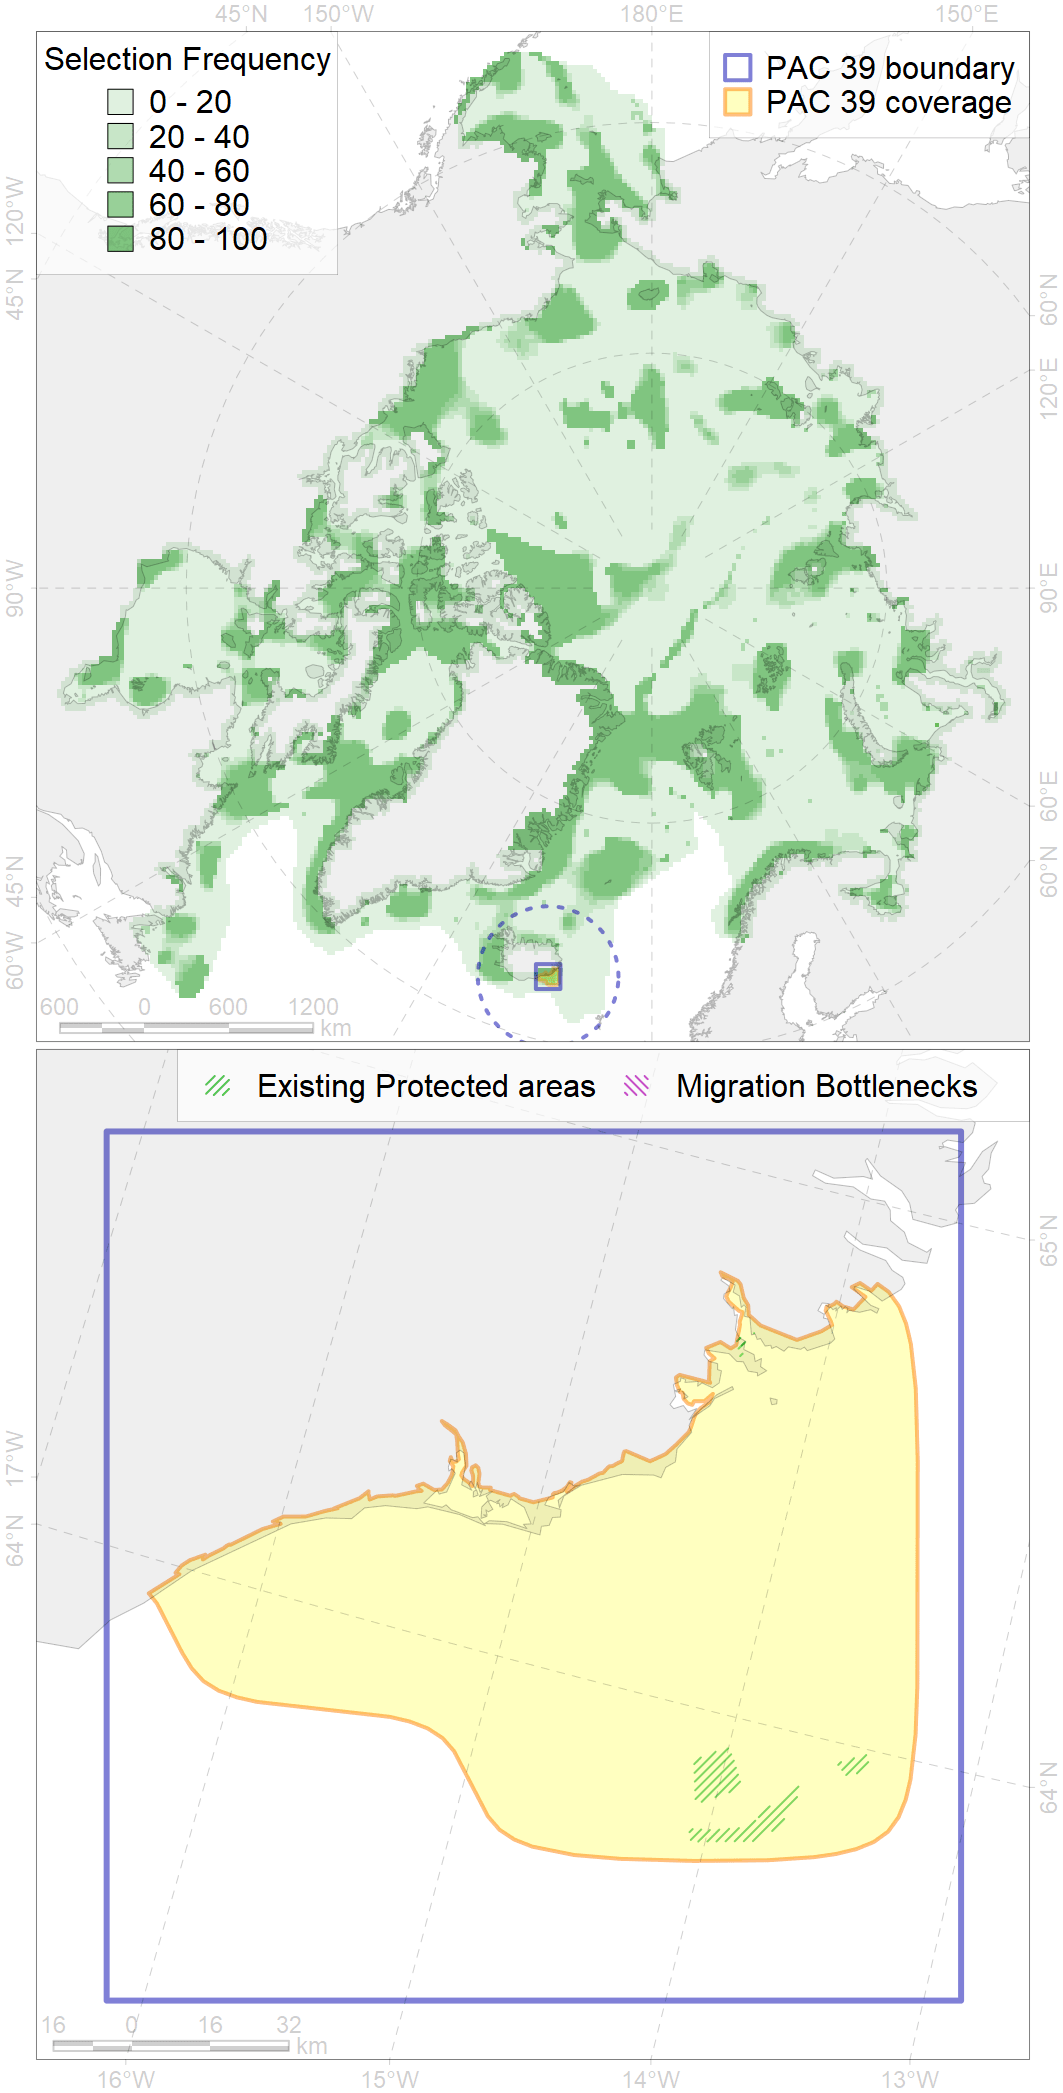 45°N 150°W 180°E 150°E
Selection Frequency
0 - 20
20 - 40
40 - 60
60 - 80
80 - 100
PAC 39 boundary
PAC 39 coverage
120°W
45°N
90°W
45°N
60°W
60°N
120°E
90°E
60°E
60°N
600 0 600 1200
km
Existing Protected areas Migration Bottlenecks
17°W
64°N
65°N
64°N
16 0 16 32
km
16°W 15°W 14°W 13°W